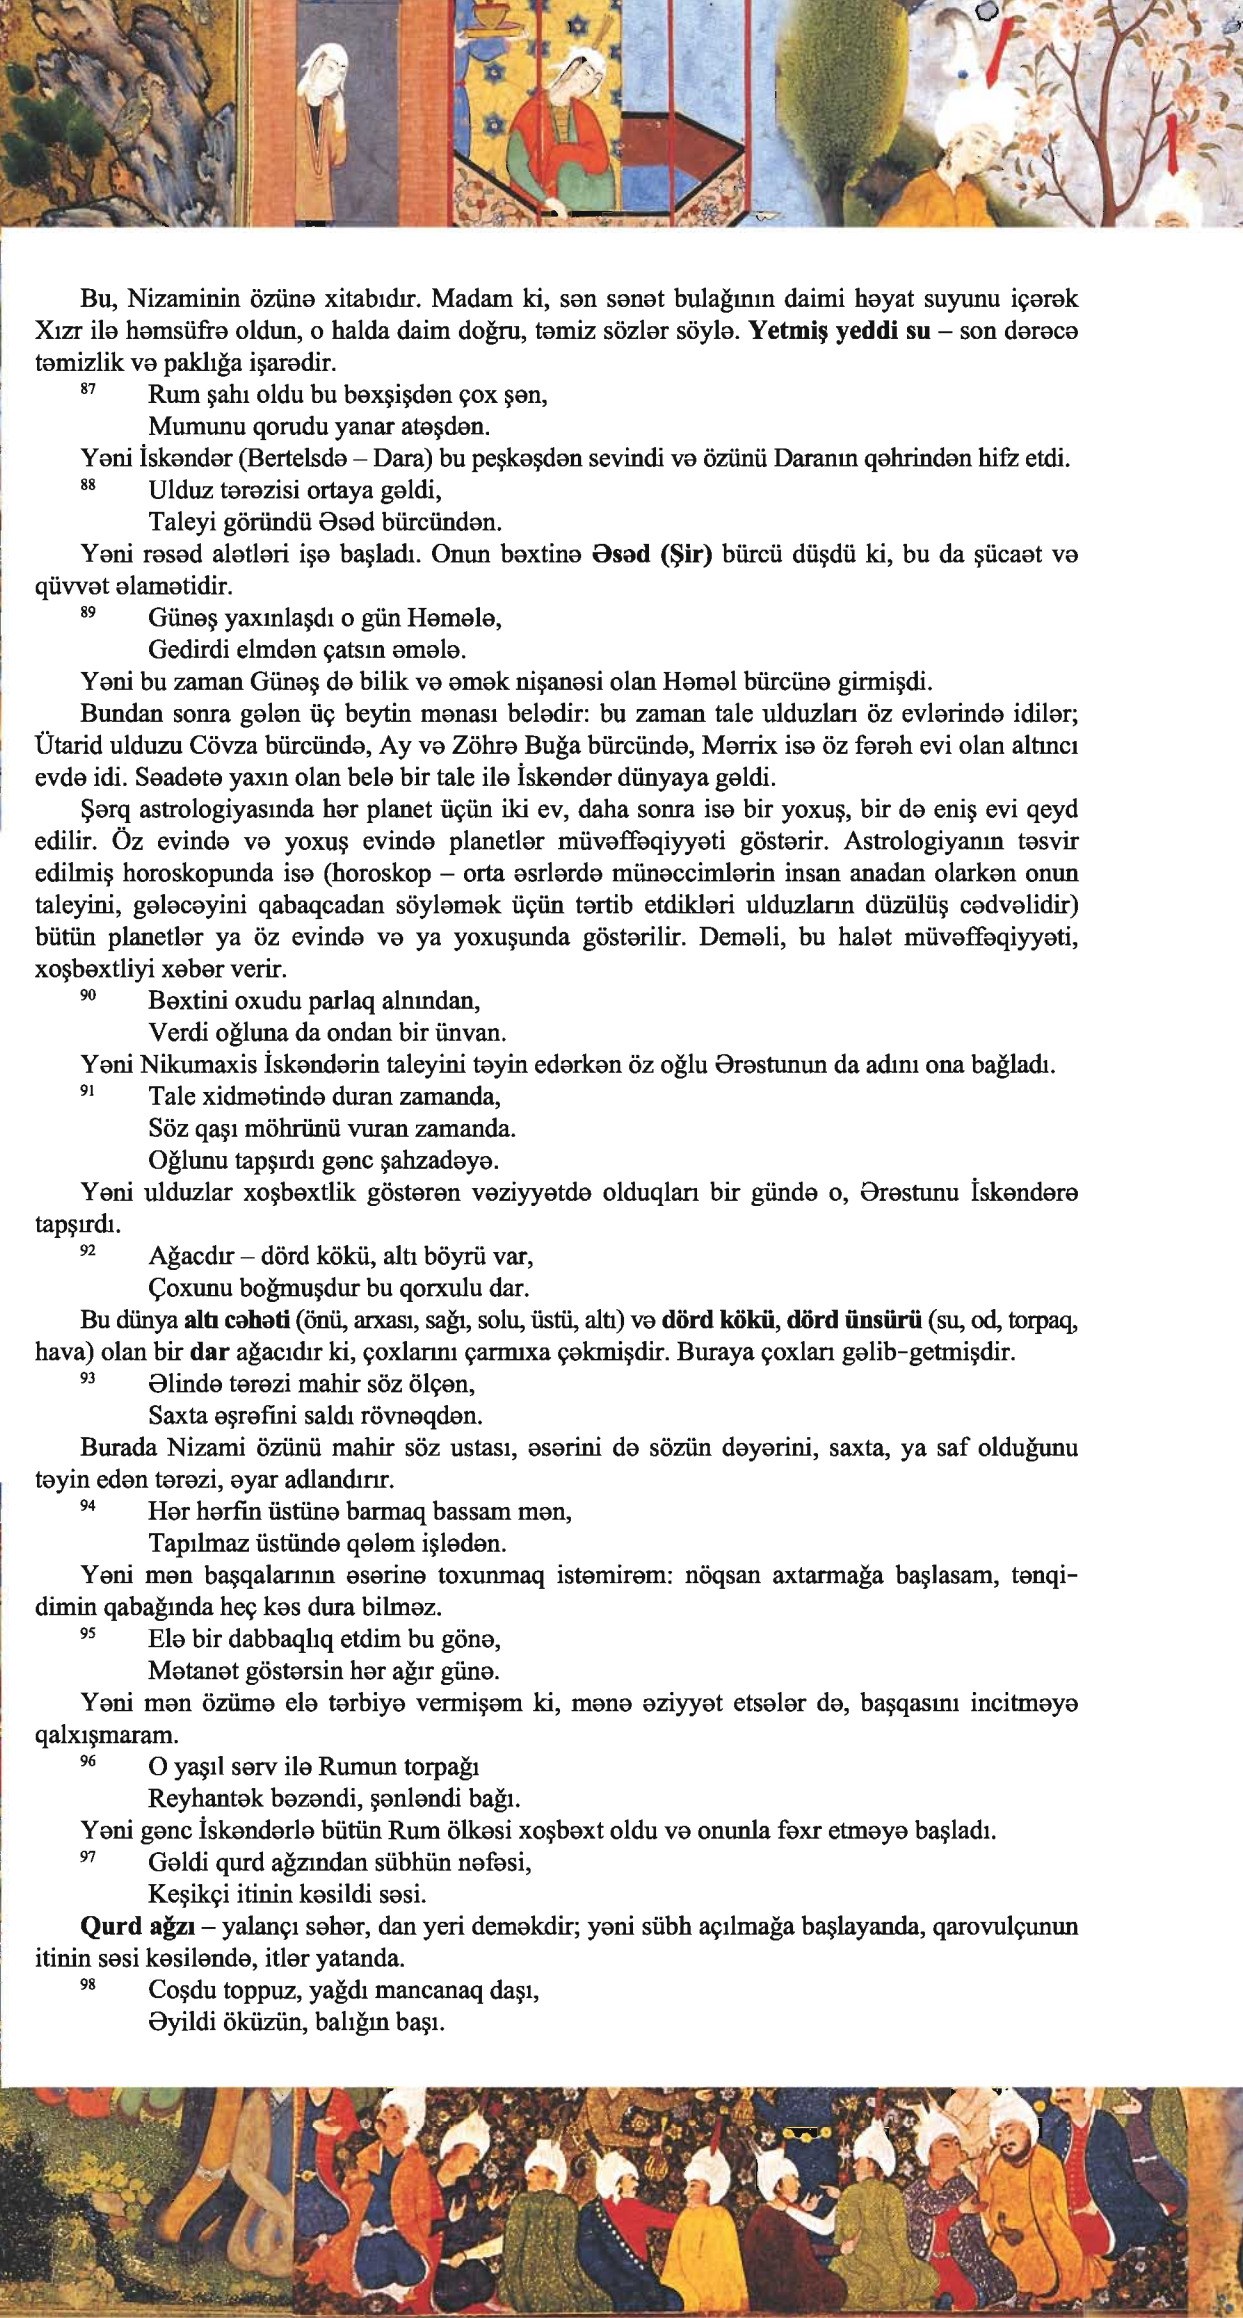 Bu, Nizaminin özünə xitabıdır. Madam ki, sən sənət bulağının daimi həyat suyunu içərək
Xızr ilə həmsüfrə oldun, o halda daim doğru, təmiz sözlər söylə. Yetmiş yeddi su – son dərəcə
təmizlik və paklığa işarədir.
87 Rum şahı oldu bu bəxşişdən çox şən,
Mumunu qorudu yanar atəşdən.
Yəni İskəndər (Bertelsdə – Dara) bu peşkəşdən sevindi və özünü Daranın qəhrindən hifz etdi.
88 Ulduz tərəzisi ortaya gəldi,
Taleyi göründü Əsəd bürcündən.
Yəni rəsəd alətləri işə başladı. Onun bəxtinə Əsəd (Şir) bürcü düşdü ki, bu da şücaət və
qüvvət əlamətidir.
89 Günəş yaxınlaşdı o gün Həmələ,
Gedirdi elmdən çatsın əmələ.
Yəni bu zaman Günəş də bilik və əmək nişanəsi olan Həməl bürcünə girmişdi.
Bundan sonra gələn üç beytin mənası belədir: bu zaman tale ulduzları öz evlərində idilər;
Ütarid ulduzu Cövza bürcündə, Ay və Zöhrə Buğa bürcündə, Mərrix isə öz fərəh evi olan altıncı
evdə idi. Səadətə yaxın olan belə bir tale ilə İskəndər dünyaya gəldi.
Şərq astrologiyasında hər planet üçün iki ev, daha sonra isə bir yoxuş, bir də eniş evi qeyd
edilir. Öz evində və yoxuş evində planetlər müvəffəqiyyəti göstərir. Astrologiyanın təsvir
edilmiş horoskopunda isə (horoskop – orta əsrlərdə münəccimlərin insan anadan olarkən onun
taleyini, gələcəyini qabaqcadan söyləmək üçün tərtib etdikləri ulduzların düzülüş cədvəlidir)
bütün planetlər ya öz evində və ya yoxuşunda göstərilir. Deməli, bu halət müvəffəqiyyəti,
xoşbəxtliyi xəbər verir.
90 Bəxtini oxudu parlaq alnından,
Verdi oğluna da ondan bir ünvan.
Yəni Nikumaxis İskəndərin taleyini təyin edərkən öz oğlu Ərəstunun da adını ona bağladı.
91 Tale xidmətində duran zamanda,
Söz qaşı möhrünü vuran zamanda.
Oğlunu tapşırdı gənc şahzadəyə.
Yəni ulduzlar xoşbəxtlik göstərən vəziyyətdə olduqları bir gündə o, Ərəstunu İskəndərə
tapşırdı.
92 Ağacdır – dörd kökü, altı böyrü var,
Çoxunu boğmuşdur bu qorxulu dar.
Bu dünya altı cəhəti (önü, arxası, sağı, solu, üstü, altı) və dörd kökü, dörd ünsürü (su, od, torpaq,
hava) olan bir dar ağacıdır ki, çoxlarını çarmıxa çəkmişdir. Buraya çoxları gəlib-getmişdir.
93 Əlində tərəzi mahir söz ölçən,
Saxta əşrəfini saldı rövnəqdən.
Burada Nizami özünü mahir söz ustası, əsərini də sözün dəyərini, saxta, ya saf olduğunu
təyin edən tərəzi, əyar adlandırır.
94 Hər hərfin üstünə barmaq bassam mən,
Tapılmaz üstündə qələm işlədən.
Yəni mən başqalarının əsərinə toxunmaq istəmirəm: nöqsan axtarmağa başlasam, tənqi-
dimin qabağında heç kəs dura bilməz.
95 Elə bir dabbaqlıq etdim bu gönə,
Mətanət göstərsin hər ağır günə.
Yəni mən özümə elə tərbiyə vermişəm ki, mənə əziyyət etsələr də, başqasını incitməyə
qalxışmaram.
96 O yaşıl sərv ilə Rumun torpağı
Reyhantək bəzəndi, şənləndi bağı.
Yəni gənc İskəndərlə bütün Rum ölkəsi xoşbəxt oldu və onunla fəxr etməyə başladı.
97 Gəldi qurd ağzından sübhün nəfəsi,
Keşikçi itinin kəsildi səsi.
Qurd ağzı – yalançı səhər, dan yeri deməkdir; yəni sübh açılmağa başlayanda, qarovulçunun
itinin səsi kəsiləndə, itlər yatanda.
98 Coşdu toppuz, yağdı mancanaq daşı,
Əyildi öküzün, balığın başı.